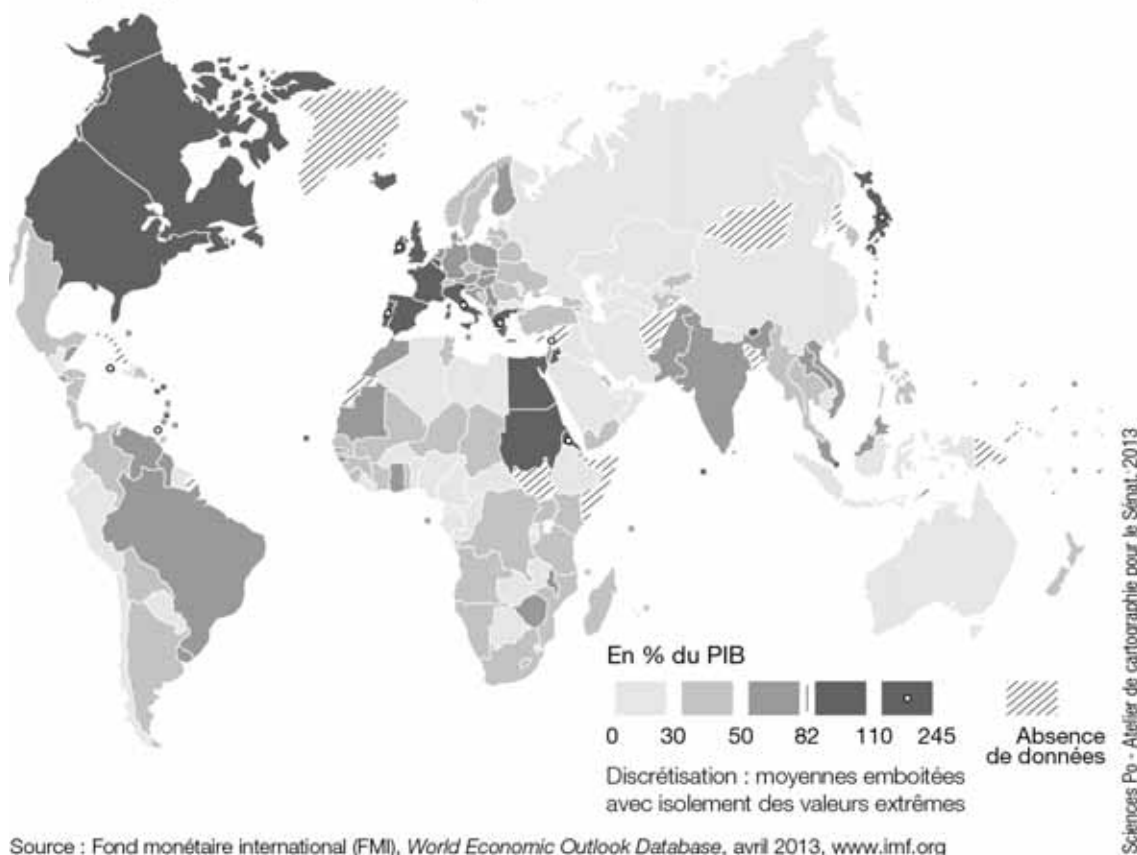 En % du PIB
0 30 50 82 110 245
Absence
de données
Discrétisation : moyennes emboitées
avec isolement des valeurs extrêmes
Source : Fond monétaire international (FMI), World Economic Outlook Database, avril 2013, www.imf.org
Sciences Po - Atelier de cartographie pour le Sénat, 2013